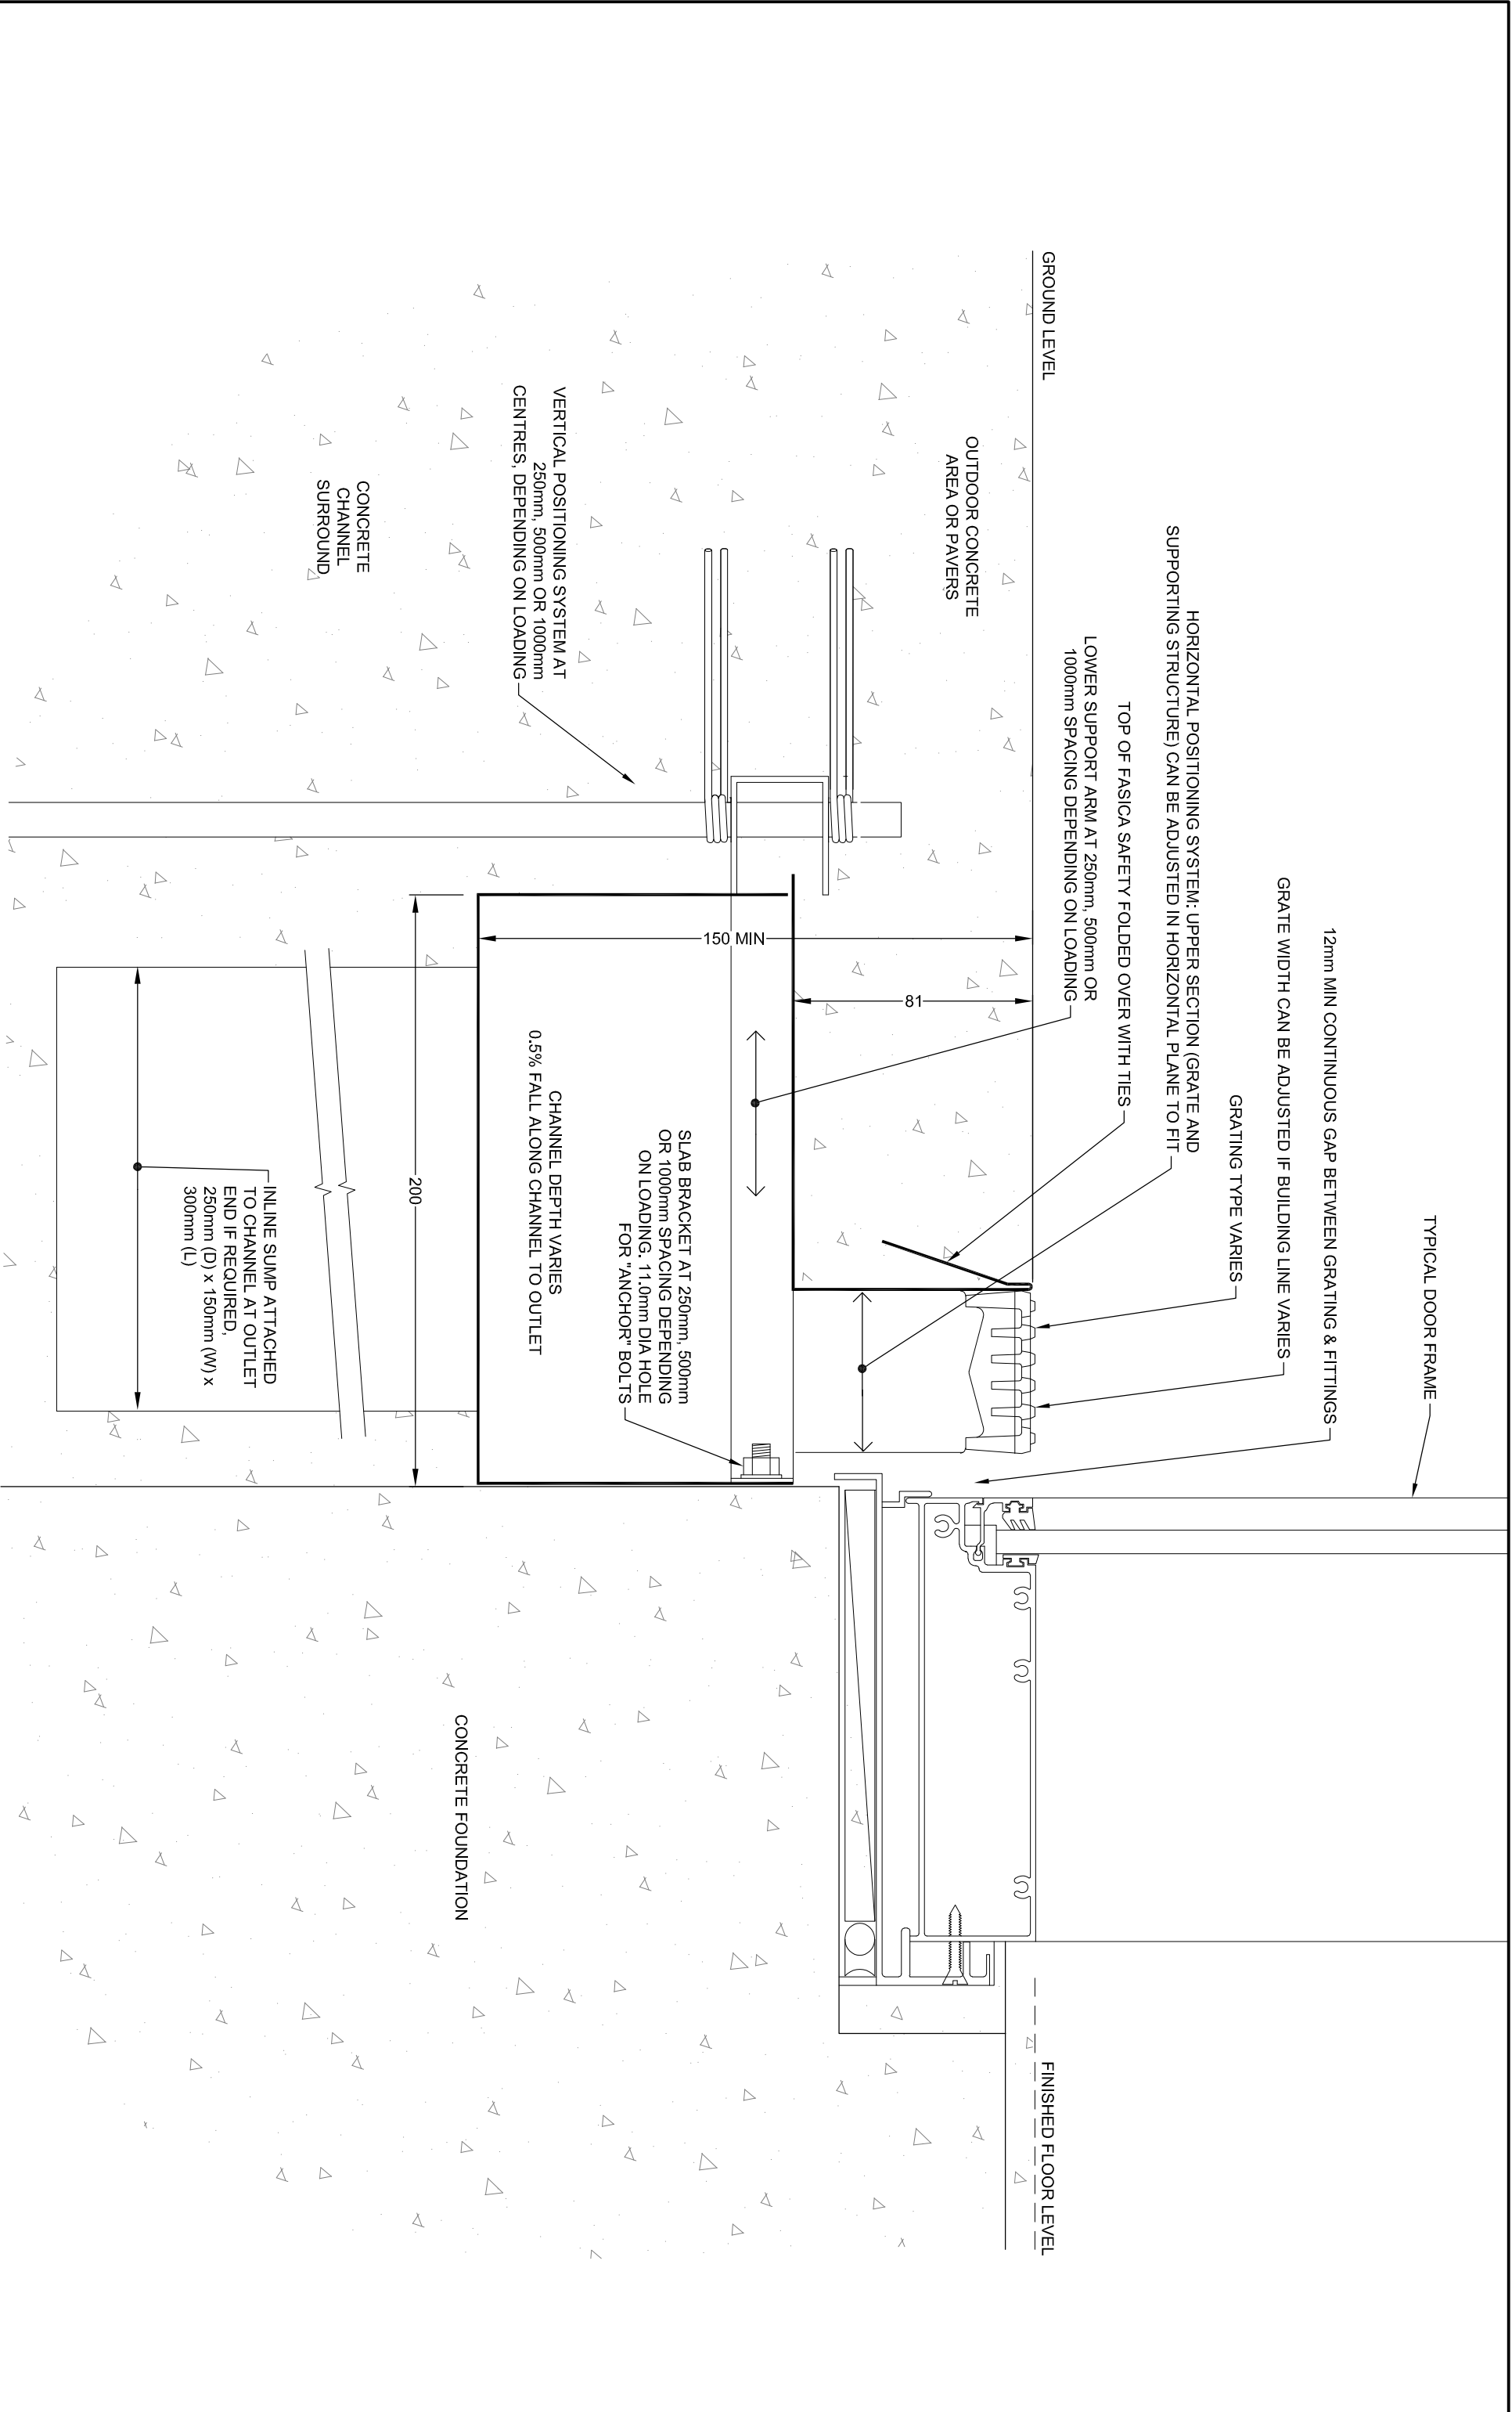 TYPICAL DOOR FRAME
12mm MIN CONTINUOUS GAP BETWEEN GRATING & FITTINGS
GRATE WIDTH CAN BE ADJUSTED IF BUILDING LINE VARIES
GRATING TYPE VARIES
HORIZONTAL POSITIONING SYSTEM: UPPER SECTION (GRATE AND
SUPPORTING STRUCTURE) CAN BE ADJUSTED IN HORIZONTAL PLANE TO FIT
TOP OF FASICA SAFETY FOLDED OVER WITH TIES
LOWER SUPPORT ARM AT 250mm, 500mm OR
1000mm SPACING DEPENDING ON LOADING
GROUND LEVEL
FINISHED FLOOR LEVEL
OUTDOOR CONCRETE
AREA OR PAVERS
81
150 MIN
SLAB BRACKET AT 250mm, 500mm
OR 1000mm SPACING DEPENDING
ON LOADING. 11.0mm DIA HOLE
FOR "ANCHOR" BOLTS
VERTICAL POSITIONING SYSTEM AT
250mm, 500mm OR 1000mm
CENTRES, DEPENDING ON LOADING
CHANNEL DEPTH VARIES
0.5% FALL ALONG CHANNEL TO OUTLET
CONCRETE FOUNDATION
200
CONCRETE
CHANNEL
SURROUND
INLINE SUMP ATTACHED
TO CHANNEL AT OUTLET
END IF REQUIRED,
250mm (D) x 150mm (W) x
300mm (L)